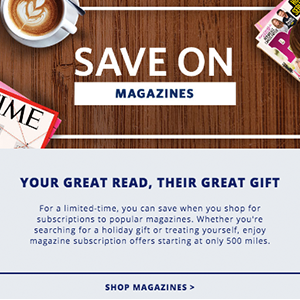 SAVE ON
MAGAZINES
TIME
YOUR GREAT READ, THEIR GREAT GIFT
For a limited-time, you can save when you shop for
subscriptions to popular magazines. Whether you're
searching for a holiday gift or treating yourself, enjoy
magazine subscription offers starting at only 500 miles.
SHOP MAGAZINES >